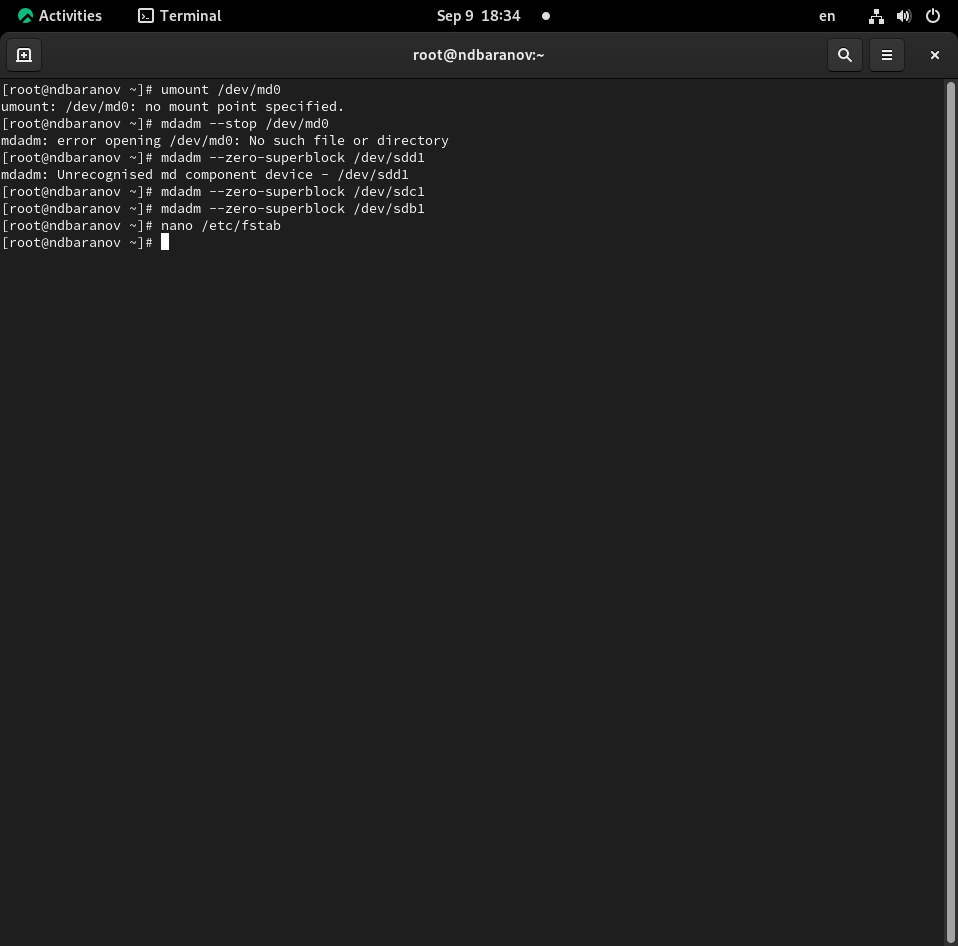 Activities Terminal Sep 9 18:34 en
root@ndbaranov:~
[root@ndbaranov ~]# umount /dev/md0
umount: /dev/md0: no mount point specified.
[root@ndbaranov ~]# mdadm --stop /dev/md0
mdadm: error opening /dev/md0: No such file or directory
[root@ndbaranov ~]# mdadm --zero-superblock /dev/sdd1
mdadm: Unrecognised md component device - /dev/sdd1
[root@ndbaranov ~]# mdadm --zero-superblock /dev/sdc1
[root@ndbaranov ~]# mdadm --zero-superblock /dev/sdb1
[root@ndbaranov ~]# nano /etc/fstab
[root@ndbaranov ~]#